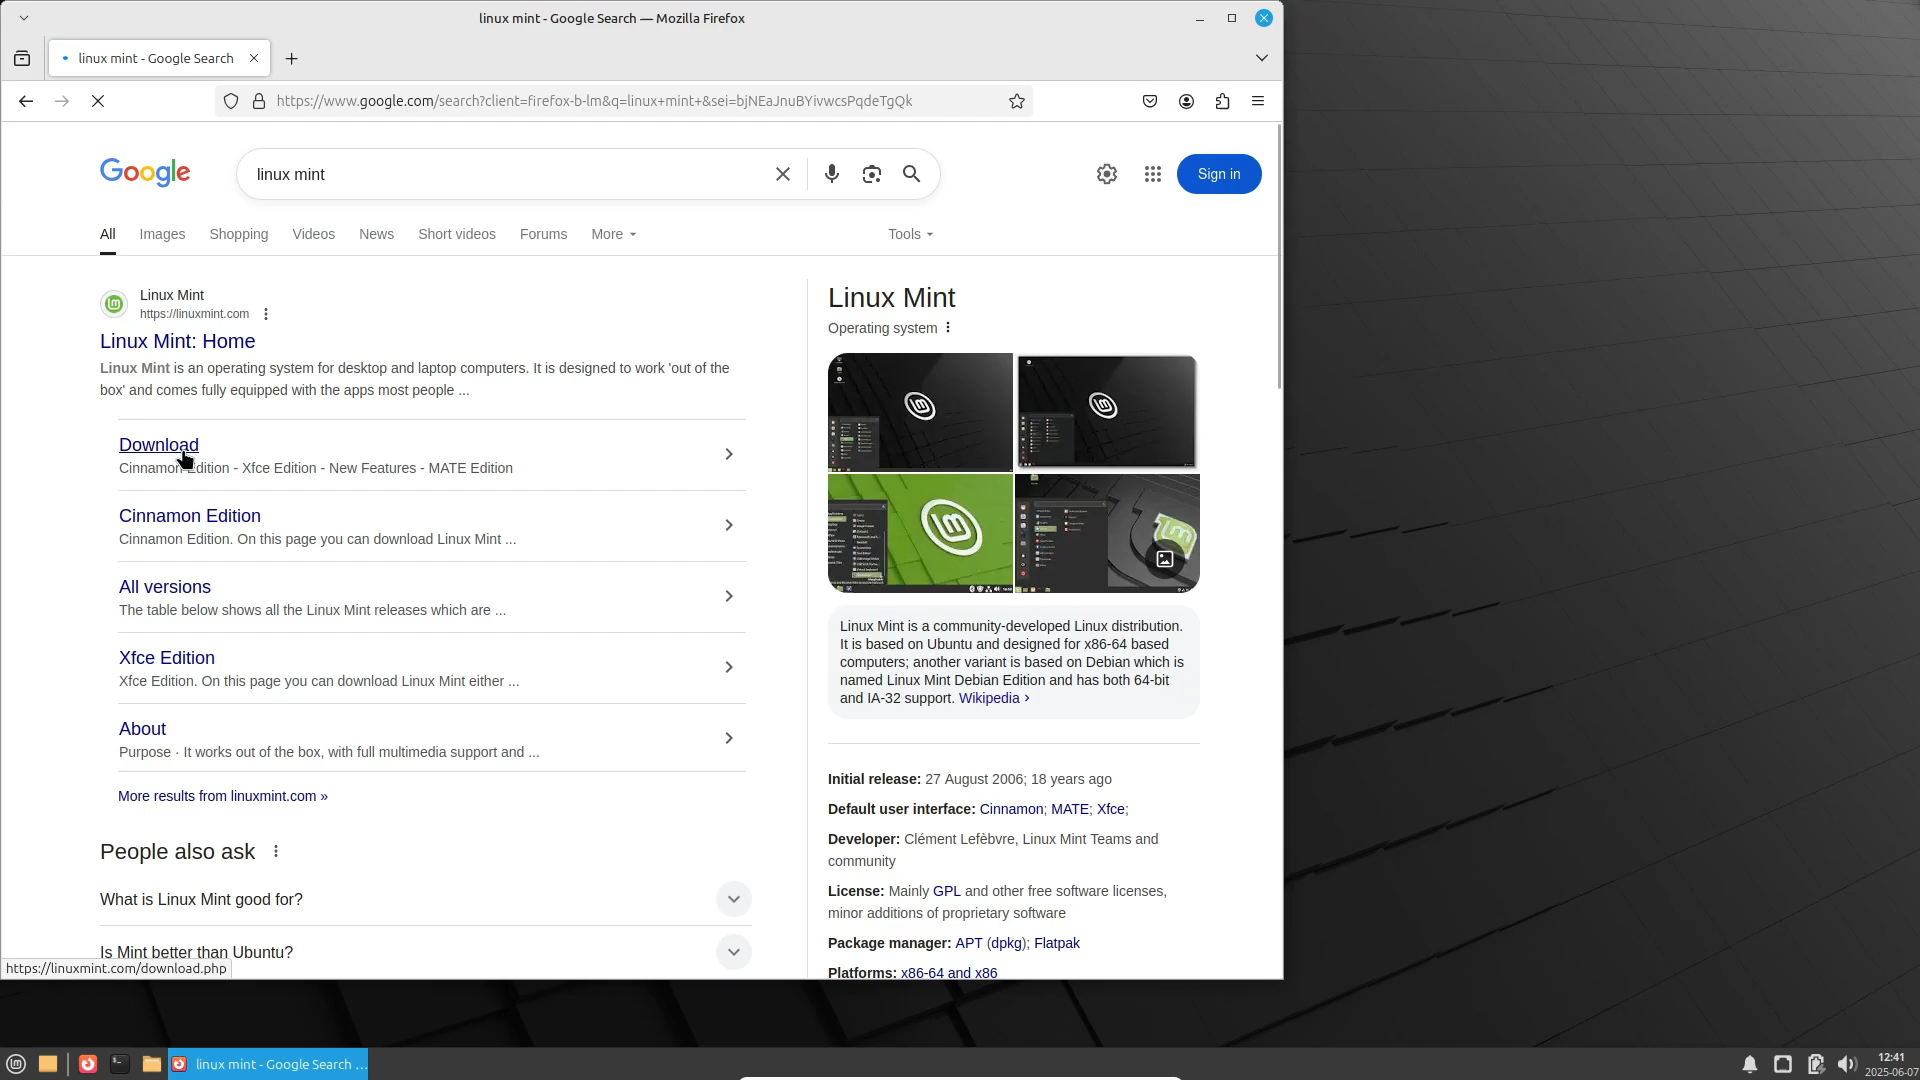 linux mint - Google Search — Mozilla Firefox
linux mint - Google Search
https://www.google.com/search?client=firefox-b-lm&q=linux+mint+&sei=bjNEaJnuBYivwcsPqdeTgQk
Google
linux mint
Sign in
All Images Shopping Videos News Short videos Forums More Tools
Linux Mint
https://linuxmint.com
Linux Mint: Home
Linux Mint is an operating system for desktop and laptop computers. It is designed to work 'out of the
box' and comes fully equipped with the apps most people ...
Download
Cinnamon Edition - Xfce Edition - New Features - MATE Edition
Cinnamon Edition
Cinnamon Edition. On this page you can download Linux Mint ...
All versions
The table below shows all the Linux Mint releases which are ...
Xfce Edition
Xfce Edition. On this page you can download Linux Mint either ...
About
Purpose · It works out of the box, with full multimedia support and ...
More results from linuxmint.com »
People also ask
What is Linux Mint good for?
Is Mint better than Ubuntu?
https://linuxmint.com/download.php
Linux Mint
Operating system
Linux Mint is a community-developed Linux distribution.
It is based on Ubuntu and designed for x86-64 based
computers; another variant is based on Debian which is
named Linux Mint Debian Edition and has both 64-bit
and IA-32 support. Wikipedia ›
Initial release: 27 August 2006; 18 years ago
Default user interface: Cinnamon; MATE; Xfce;
Developer: Clément Lefèbvre, Linux Mint Teams and
community
License: Mainly GPL and other free software licenses,
minor additions of proprietary software
Package manager: APT (dpkg); Flatpak
Platforms: x86-64 and x86
linux mint - Google Search ...
12:41
2025-06-07